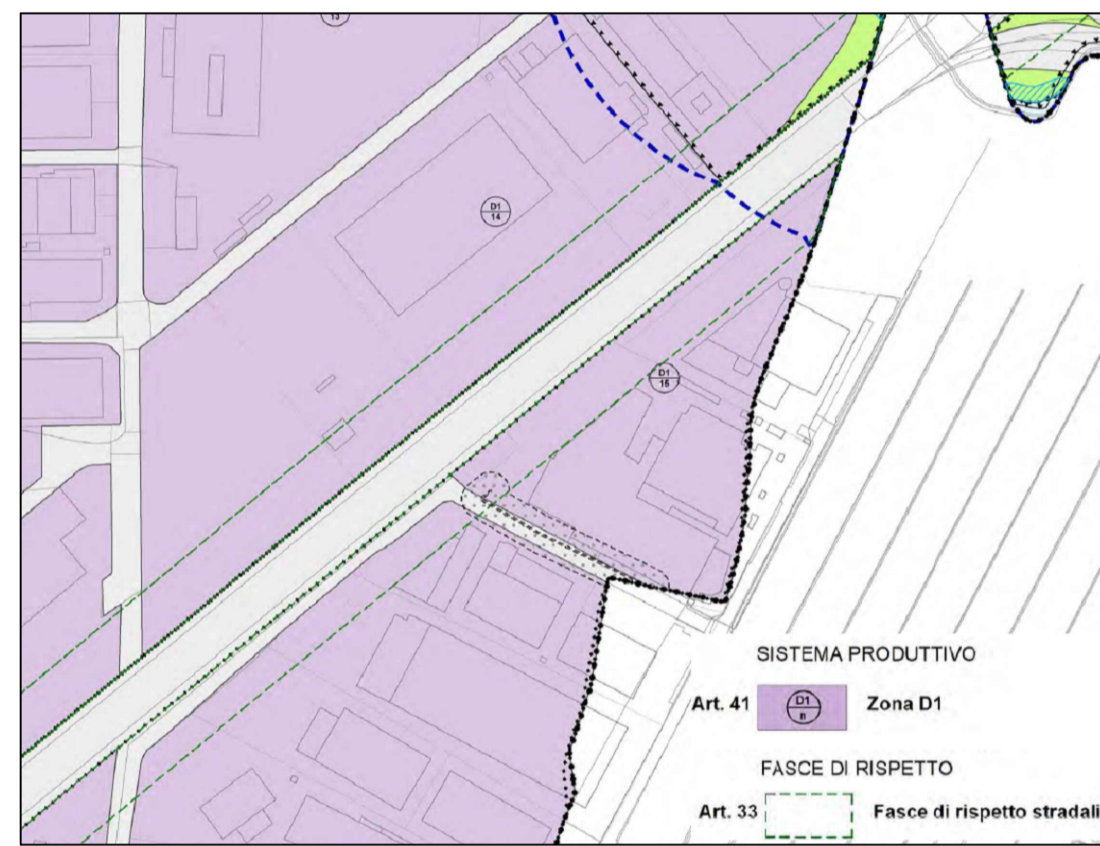 13
D1
14
D1
15
SISTEMA PRODUTTIVO
Art. 41 D1 n Zona D1
FASCE DI RISPETTO
Art. 33 Fasce di rispetto stradali